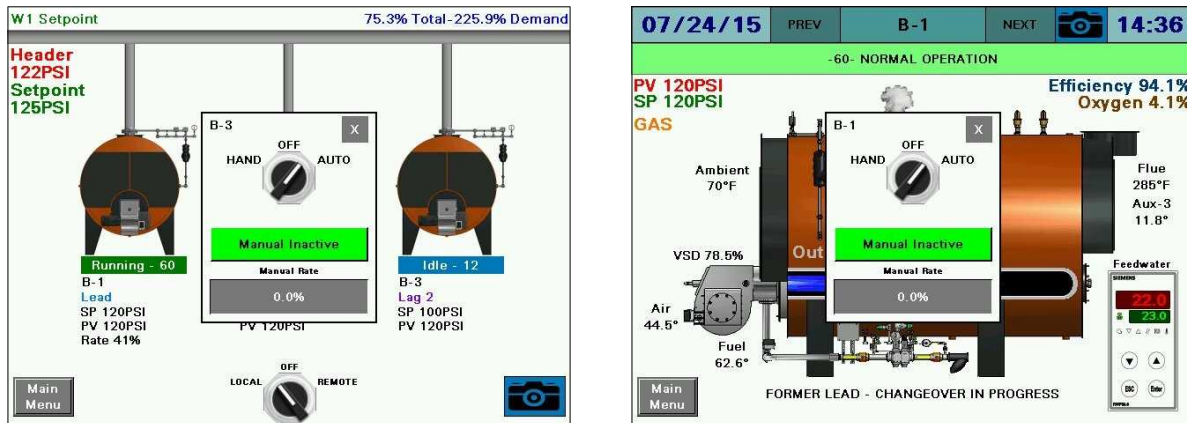 W1 Setpoint
75.3% Total-225.9% Demand
Header
122PSI
Setpoint
125PSI
B-3
X
OFF
HAND
AUTO
Manual Inactive
Manual Rate
0.0%
Running - 60
B-1
Lead
SP 120PSI
PV 120PSI
Rate 41%
PV 120PSI
Idle - 12
B-3
Lag 2
SP 100PSI
PV 120PSI
OFF
LOCAL
REMOTE
Main
Menu
07/24/15
PREV
B-1
NEXT
14:36
-60- NORMAL OPERATION
PV 120PSI
SP 120PSI
GAS
Efficiency 94.1%
Oxygen 4.1%
B-1
X
OFF
HAND
AUTO
Manual Inactive
Manual Rate
0.0%
Ambient
70°F
Out
VSD 78.5%
Air
44.5°
Fuel
62.6°
Flue
285°F
Aux-3
11.8°
Feedwater
SIEMENS
22.0
23.0
ESC
Enter
Main
Menu
FORMER LEAD - CHANGEOVER IN PROGRESS